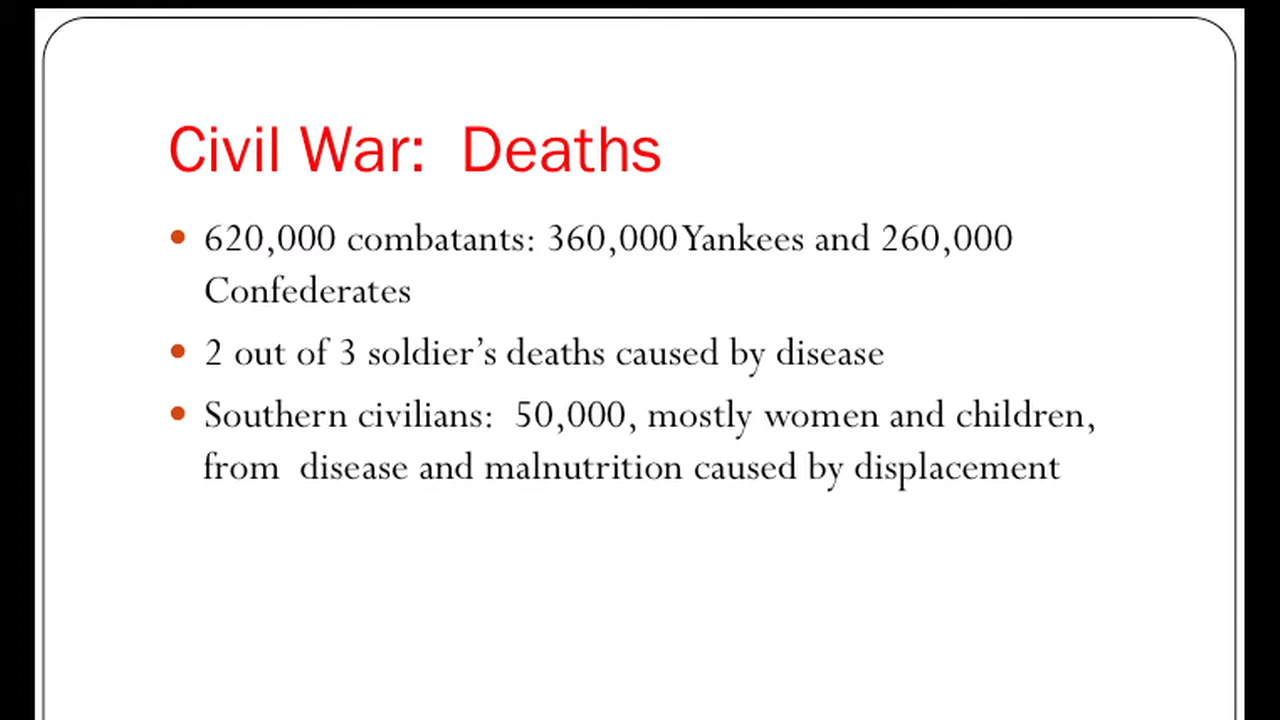 Civil War:  Deaths
• 620,000 combatants: 360,000 Yankees and 260,000
Confederates
• 2 out of 3 soldier’s deaths caused by disease
• Southern civilians:  50,000, mostly women and children,
from  disease and malnutrition caused by displacement